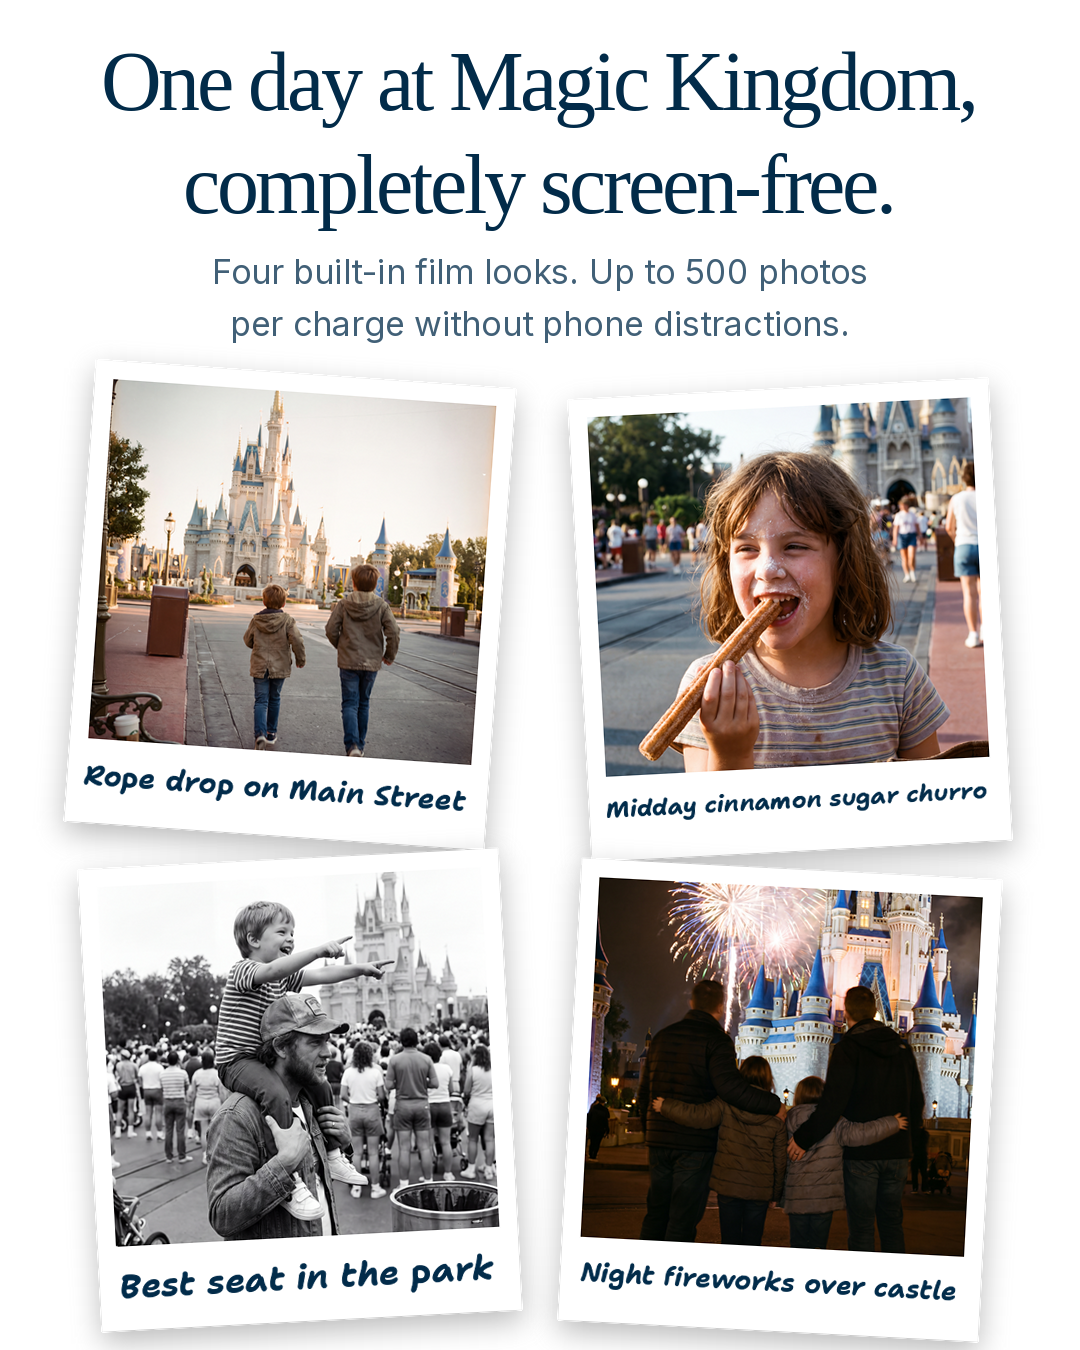 One day at Magic Kingdom,
completely screen-free.
Four built-in film looks. Up to 500 photos
per charge without phone distractions.
Rope drop on Main Street
Midday cinnamon sugar churro
Best seat in the park
Night fireworks over castle